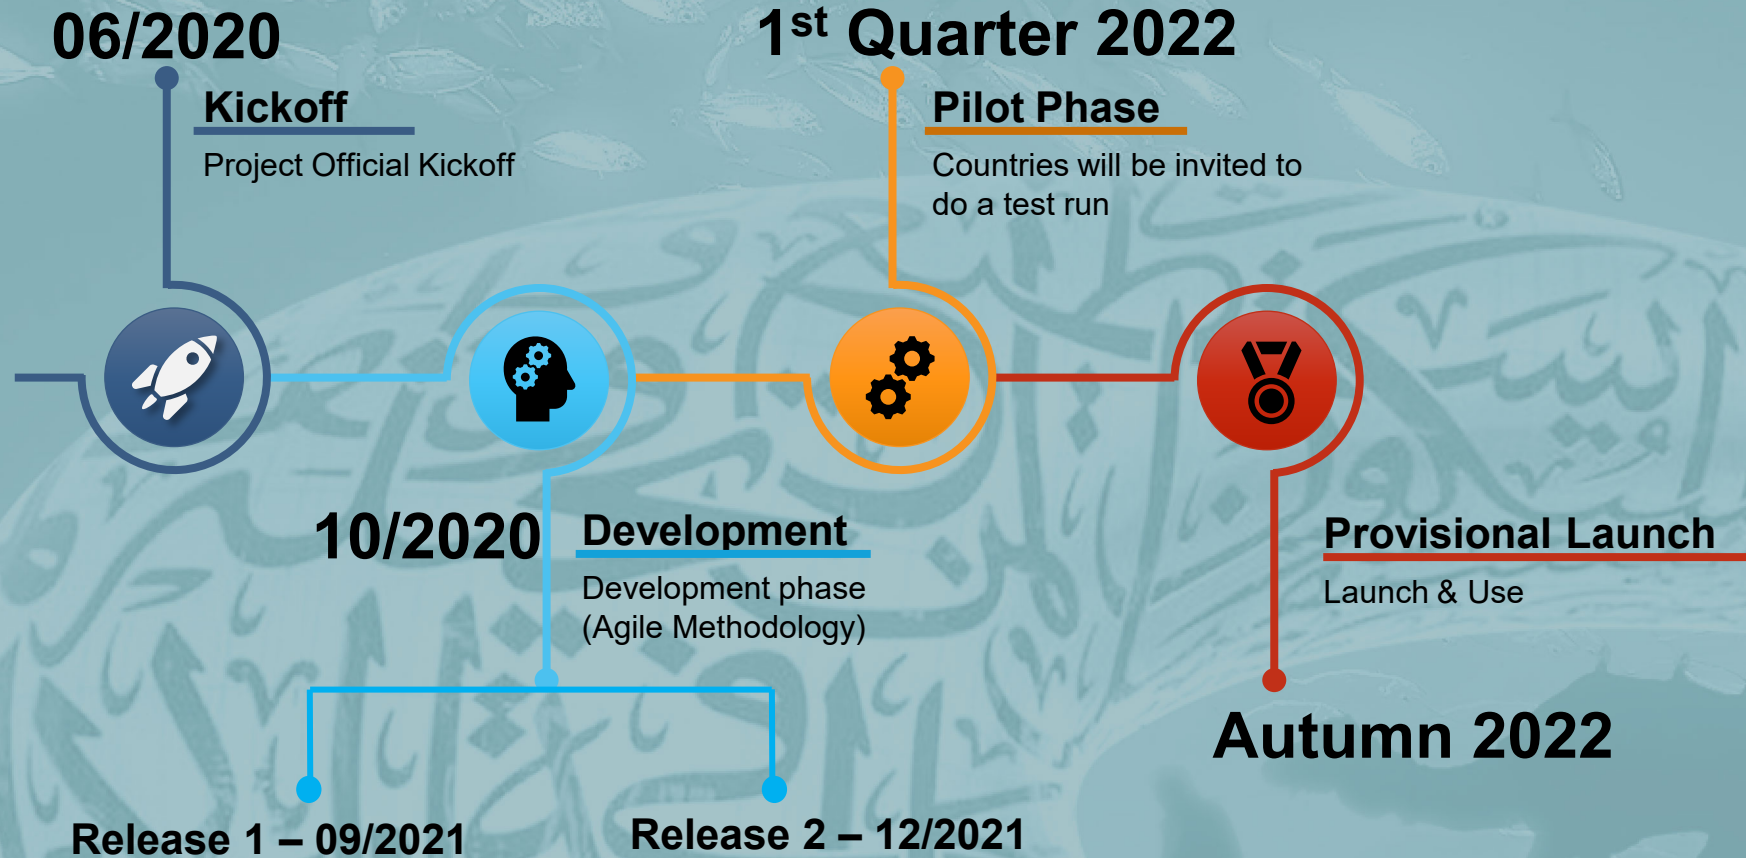 06/2020
Kickoff
Project Official Kickoff
1st Quarter 2022
Pilot Phase
Countries will be invited to
do a test run
10/2020
Development
Development phase
(Agile Methodology)
Release 1 – 09/2021
Release 2 – 12/2021
Provisional Launch
Launch & Use
Autumn 2022